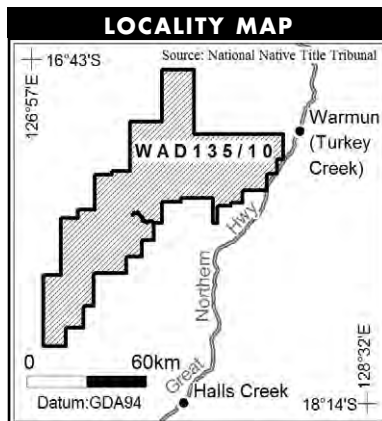 LOCALITY MAP
Source: National Native Title Tribunal
16°43'S
126°57'E
WAD135/10
Warmun
(Turkey
Creek)
Great Northern Hwy
0 60km
Datum:GDA94
Halls Creek
128°32'E
18°14'S